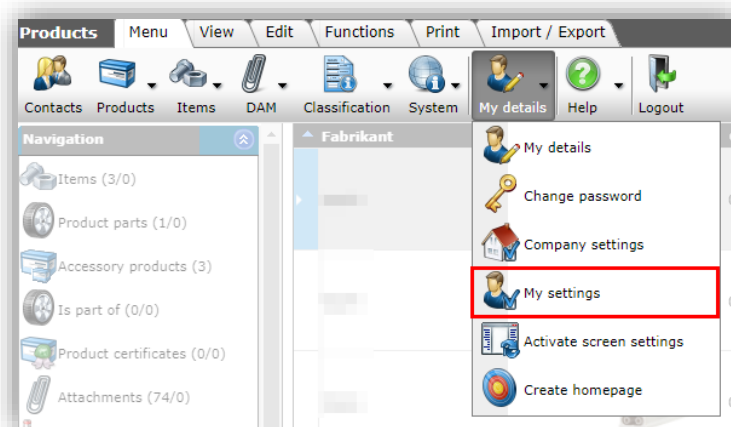 Products Menu View Edit Functions Print Import / Export
Contacts Products Items DAM Classification System My details Help Logout
Navigation
Fabrikant
Items (3/0)
Product parts (1/0)
Accessory products (3)
Is part of (0/0)
Product certificates (0/0)
Attachments (74/0)
My details
Change password
Company settings
My settings
Activate screen settings
Create homepage